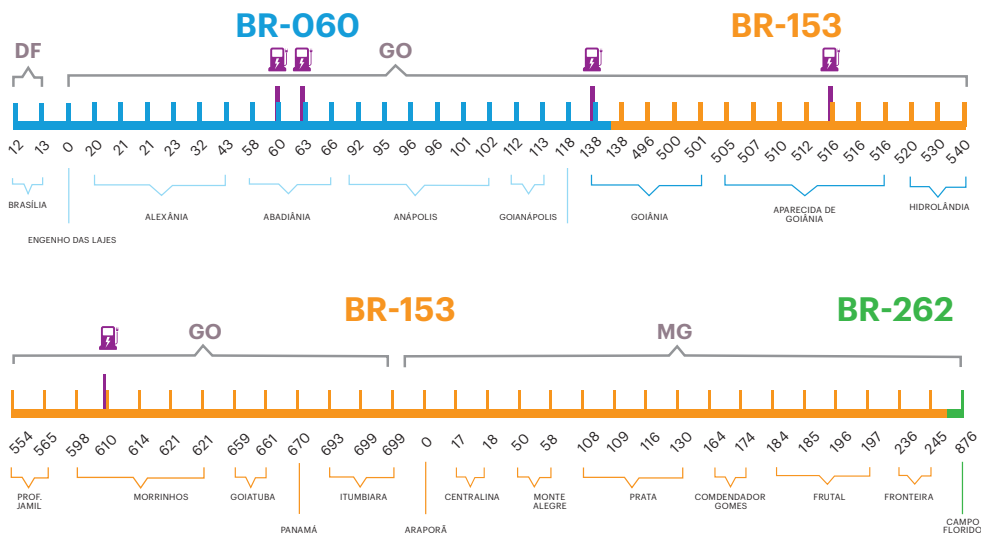 BR-060
BR-153
DF
GO
12 13 0 20 21 21 23 32 43 58 60 63 66 92 95 96 96 101 102 112 113 118 138 138 496 500 501 505 507 510 512 516 516 516 520 530 540
BRASÍLIA
ENGENHO DAS LAJES
ALEXÂNIA
ABADIÂNIA
ANÁPOLIS
GOIANÁPOLIS
GOIÂNIA
APARECIDA DE
GOIÂNIA
HIDROLÂNDIA
BR-153
BR-262
GO
MG
554 565 598 610 614 621 621 659 661 670 693 699 699 0 17 18 50 58 108 109 116 130 164 174 184 185 196 197 236 245 876
PROF.
JAMIL
MORRINHOS
GOIATUBA
PANAMÁ
ITUMBIARA
ARAPORÃ
CENTRALINA
MONTE
ALEGRE
PRATA
COMDENDADOR
GOMES
FRUTAL
FRONTEIRA
CAMPO
FLORIDO